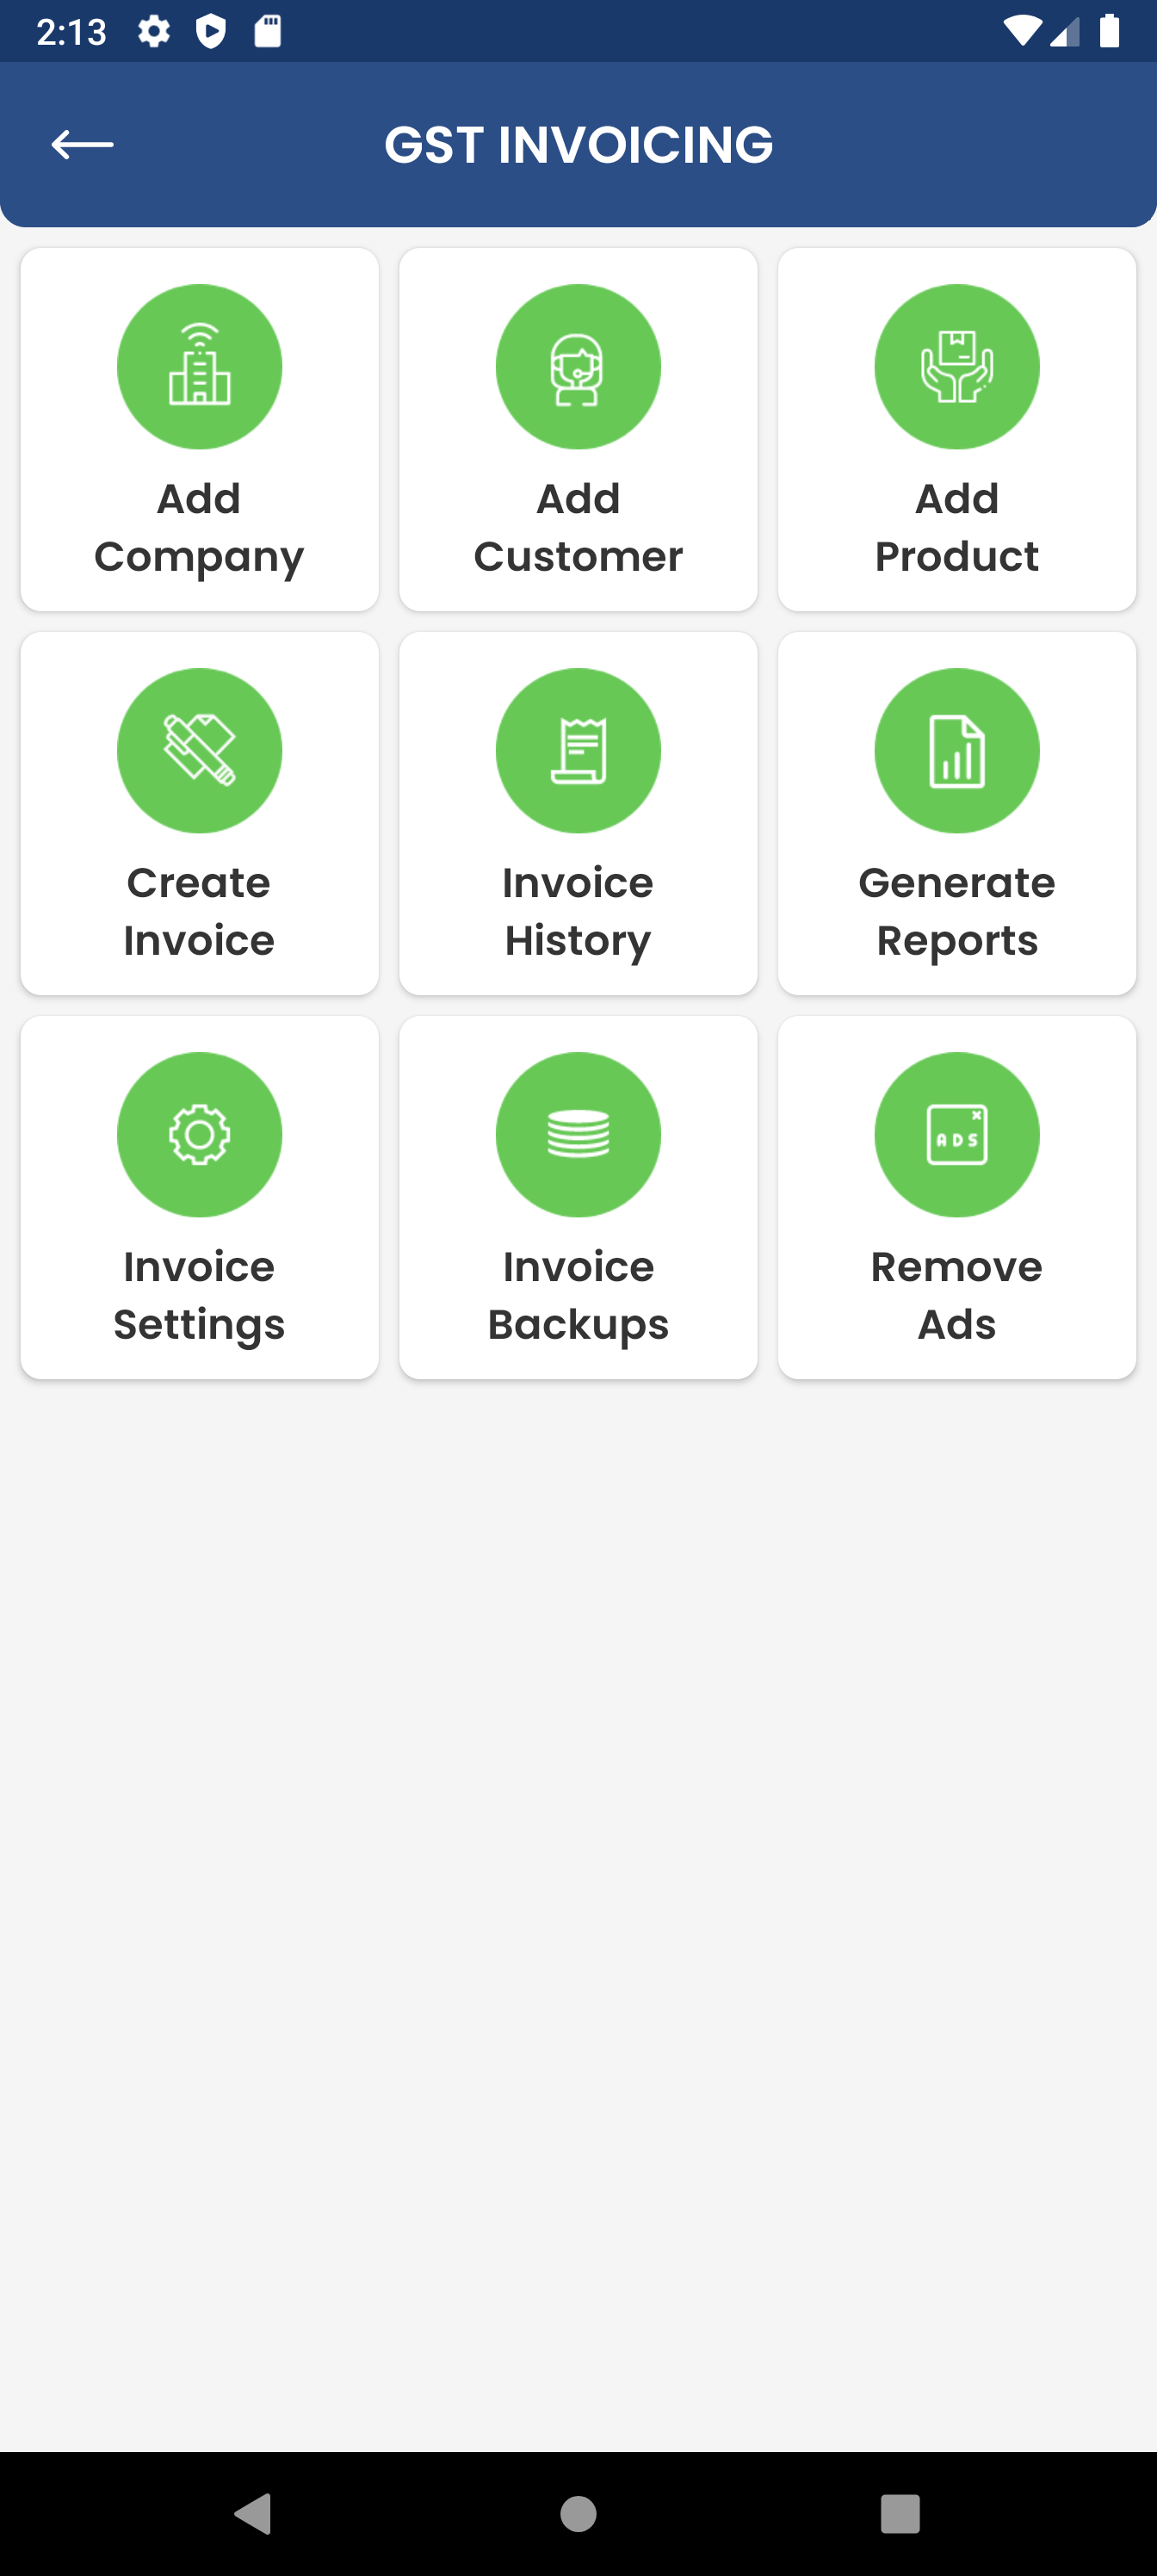 2:13
GST INVOICING
Add
Company
Add
Customer
Add
Product
Create
Invoice
Invoice
History
Generate
Reports
ADS
Invoice
Settings
Invoice
Backups
Remove
Ads